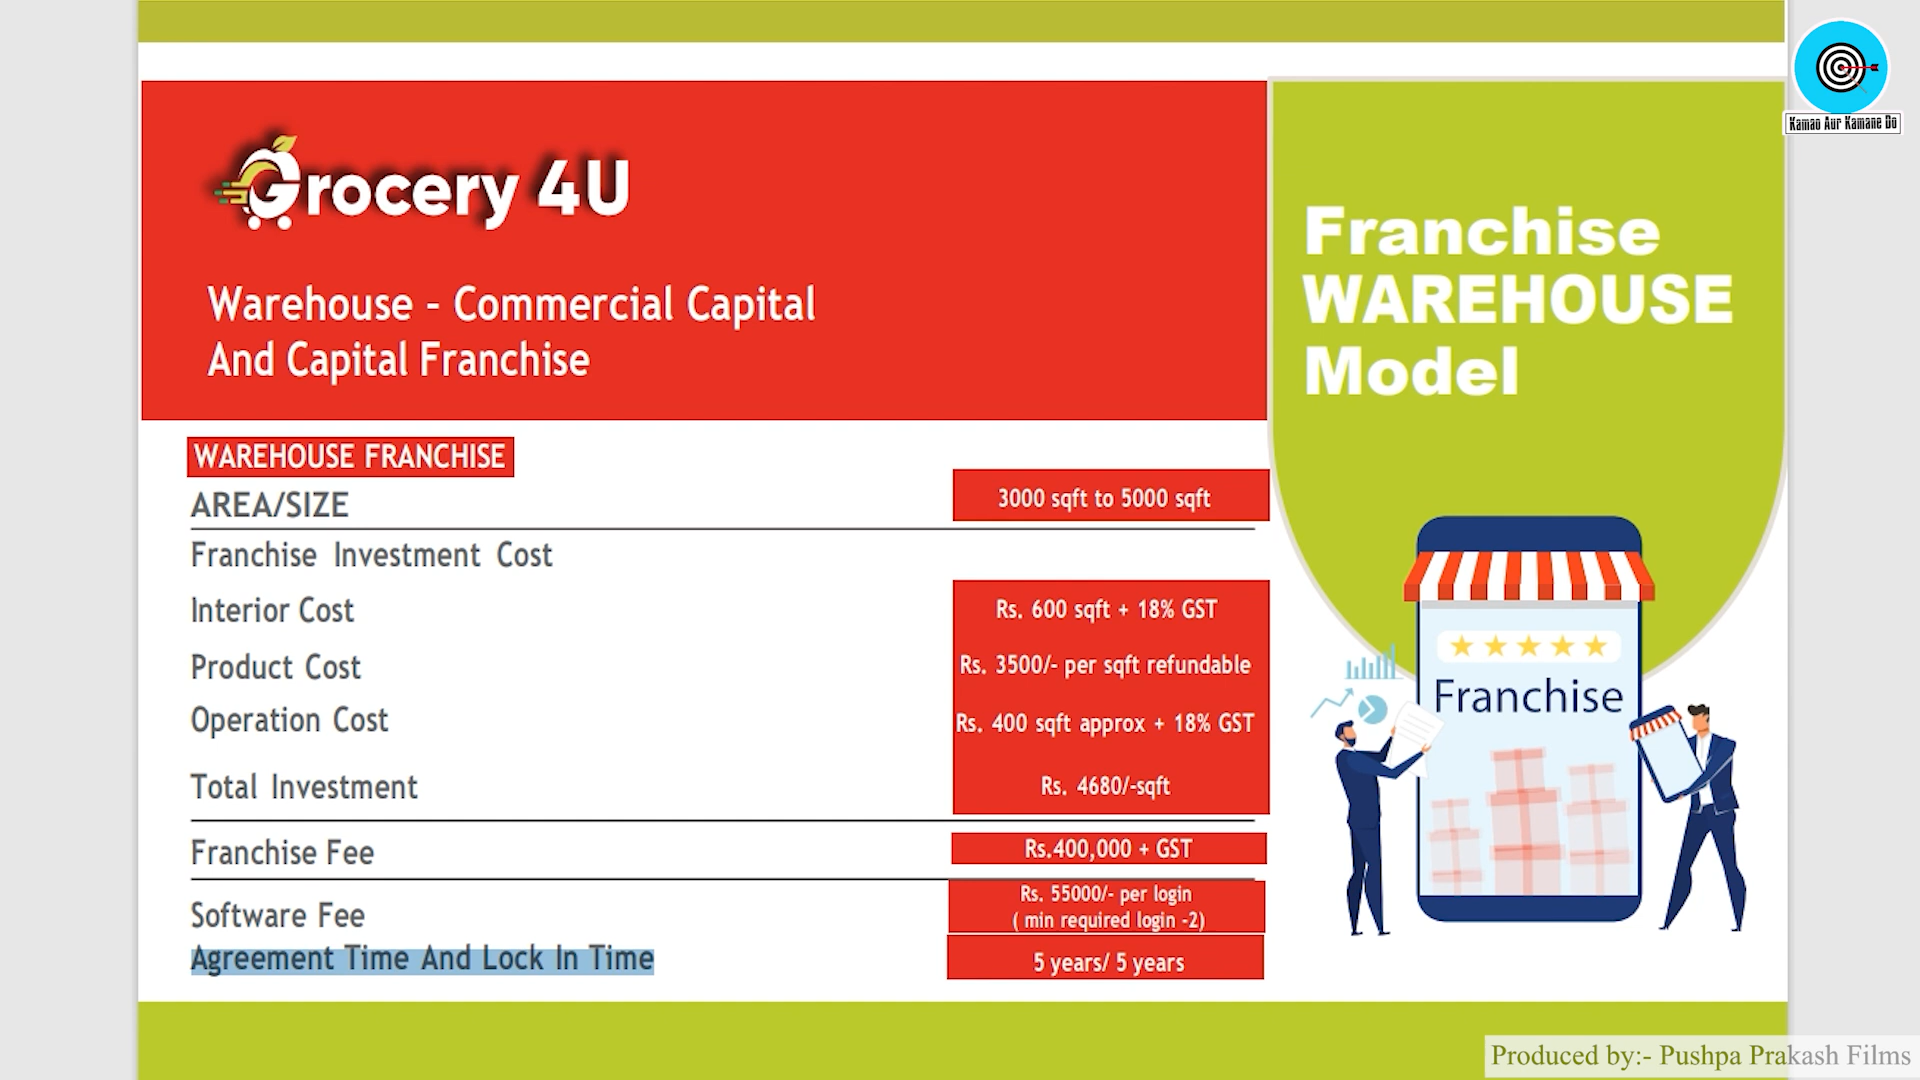 Kamao Aur Kamane Do
Grocery 4U
Warehouse - Commercial Capital
And Capital Franchise
Franchise
WAREHOUSE
Model
WAREHOUSE FRANCHISE
AREA/SIZE
3000 sqft to 5000 sqft
Franchise Investment Cost
Interior Cost
Rs. 600 sqft + 18% GST
Product Cost
Rs. 3500/- per sqft refundable
Operation Cost
Rs. 400 sqft approx + 18% GST
Total Investment
Rs. 4680/-sqft
Franchise Fee
Rs.400,000 + GST
Software Fee
Rs. 55000/- per login
( min required login -2)
Agreement Time And Lock In Time
5 years/ 5 years
Franchise
Produced by:- Pushpa Prakash Films